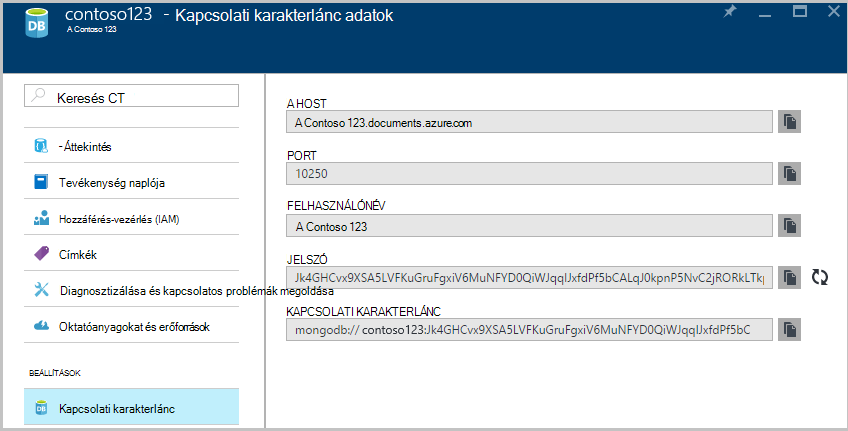 contoso123 - Kapcsolati karakterlánc adatok
A Contoso 123
Keresés CT
-Áttekintés
Tevékenység naplója
Hozzáférés-vezérlés (IAM)
Címkék
Diagnosztizálása és kapcsolatos problémák megoldása
Oktatóanyagokat és erőforrások
BEÁLLÍTÁSOK
Kapcsolati karakterlánc
A HOST
A Contoso 123.documents.azure.com
PORT
10250
FELHASZNÁLÓNÉV
A Contoso 123
JELSZÓ
Jk4GHCvx9XSA5LVFKuGruFgxiV6MuNFYD0QiWJqqIJxfdPf5bCALqJ0kpnP5NvC2jRORkLTkp
KAPCSOLATI KARAKTERLÁNC
mongodb:// contoso123:Jk4GHCvx9XSA5LVFKuGruFgxiV6MuNFYD0QiWJqqIJxfdPf5bC